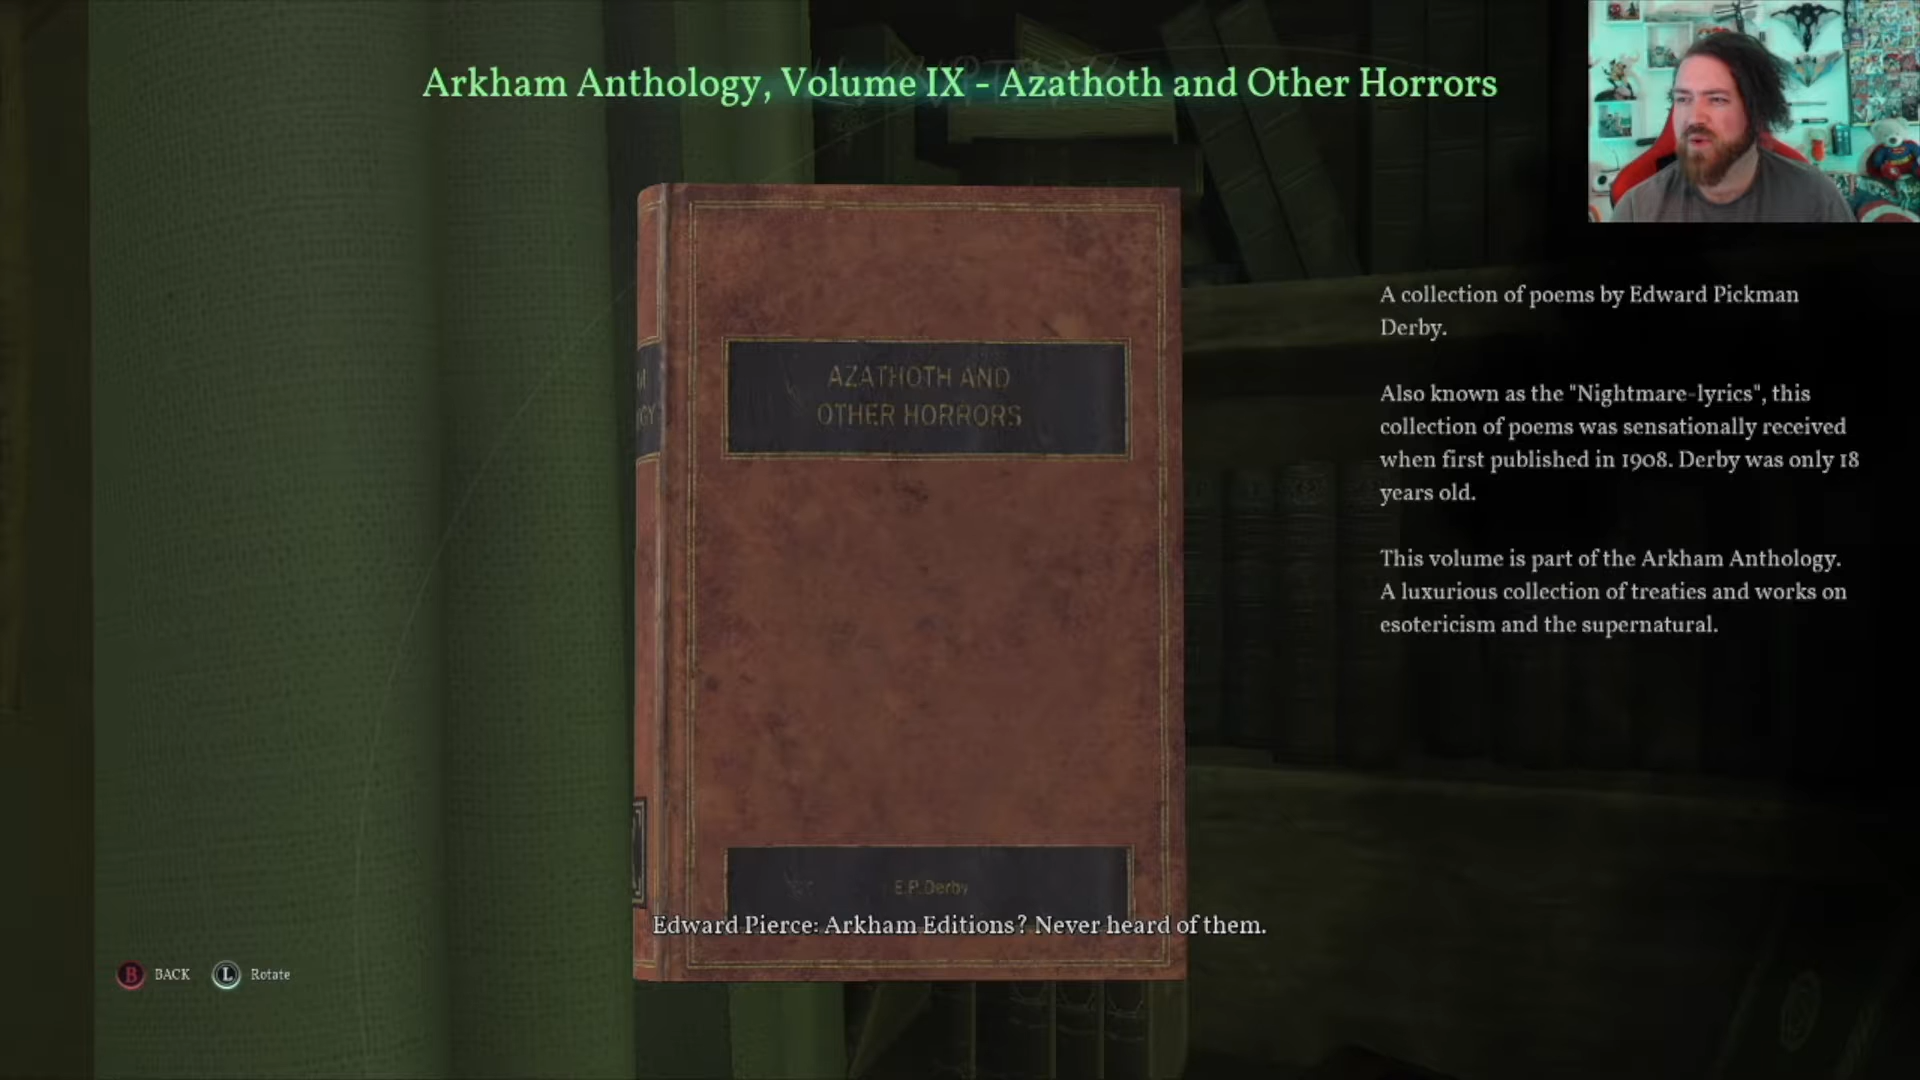 Arkham Anthology, Volume IX - Azathoth and Other Horrors
AZATHOTH AND
OTHER HORRORS
A collection of poems by Edward Pickman
Derby.
Also known as the "Nightmare-lyrics", this
collection of poems was sensationally received
when first published in 1908. Derby was only 18
years old.
This volume is part of the Arkham Anthology.
A luxurious collection of treaties and works on
esotericism and the supernatural.
E.P. Derby
Edward Pierce: Arkham Editions? Never heard of them.
B BACK L Rotate